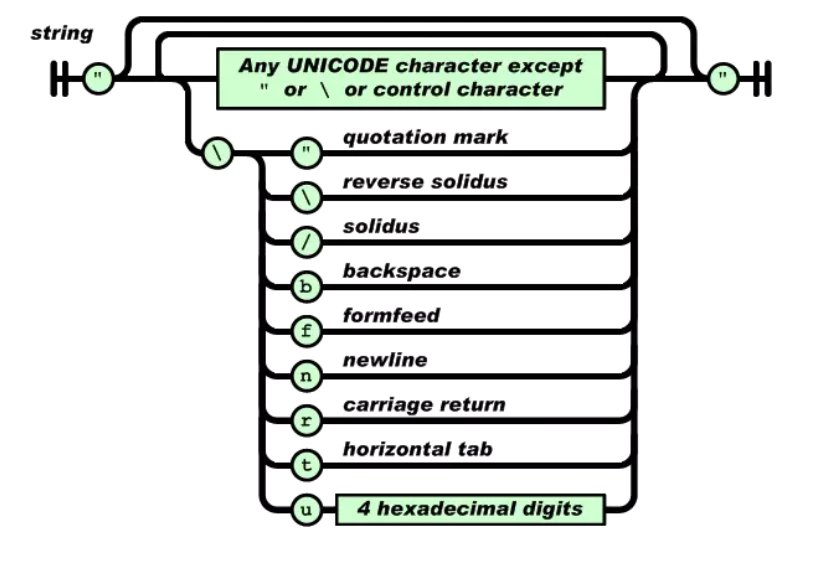 string
" Any UNICODE character except "
" or \ or control character
\ " quotation mark
\ reverse solidus
/ solidus
b backspace
f formfeed
n newline
r carriage return
t horizontal tab
u 4 hexadecimal digits